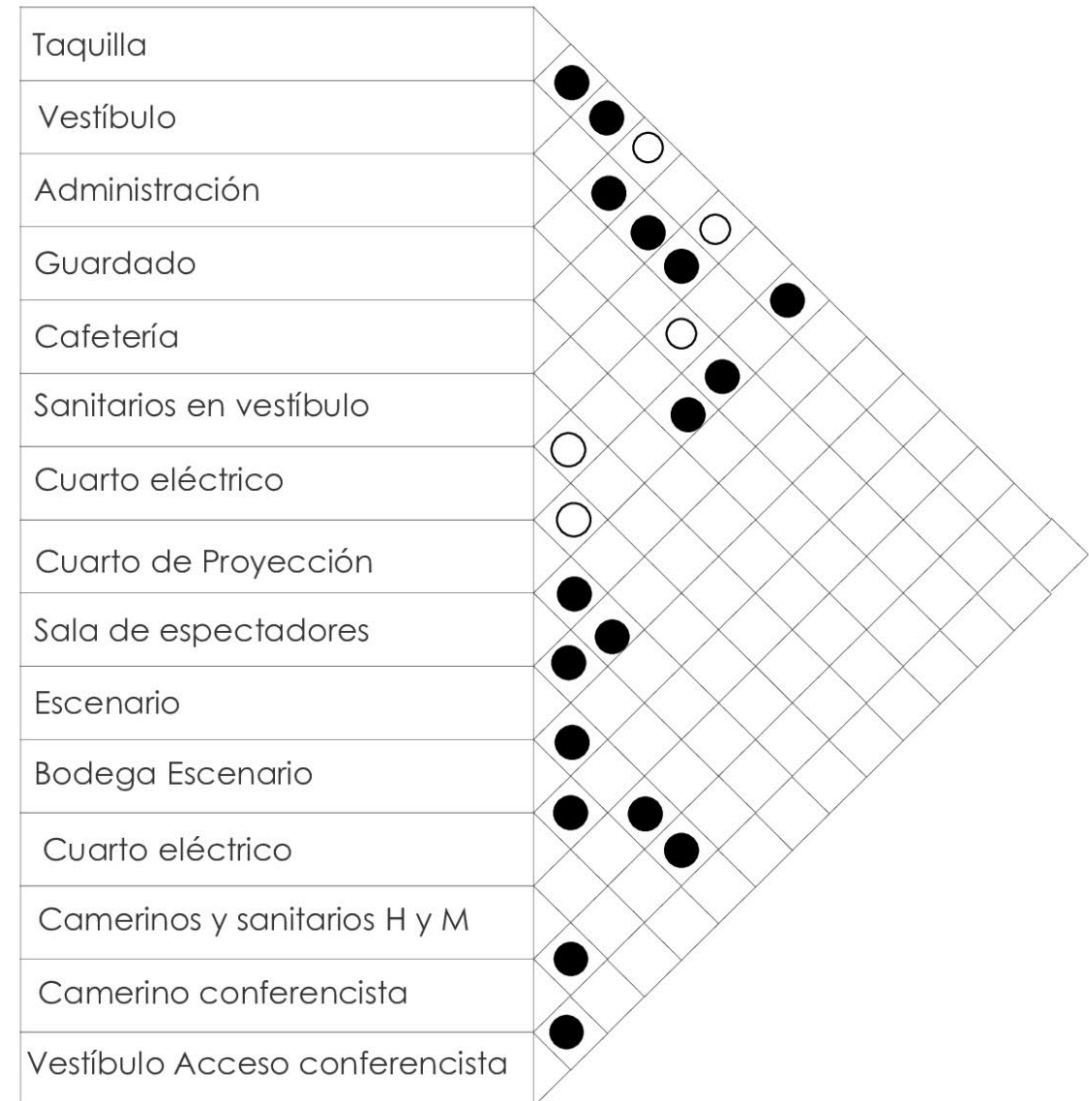 Taquilla
Vestíbulo
Administración
Guardado
Cafetería
Sanitarios en vestíbulo
Cuarto eléctrico
Cuarto de Proyección
Sala de espectadores
Escenario
Bodega Escenario
Cuarto eléctrico
Camerinos y sanitarios H y M
Camerino conferencista
Vestíbulo Acceso conferencista